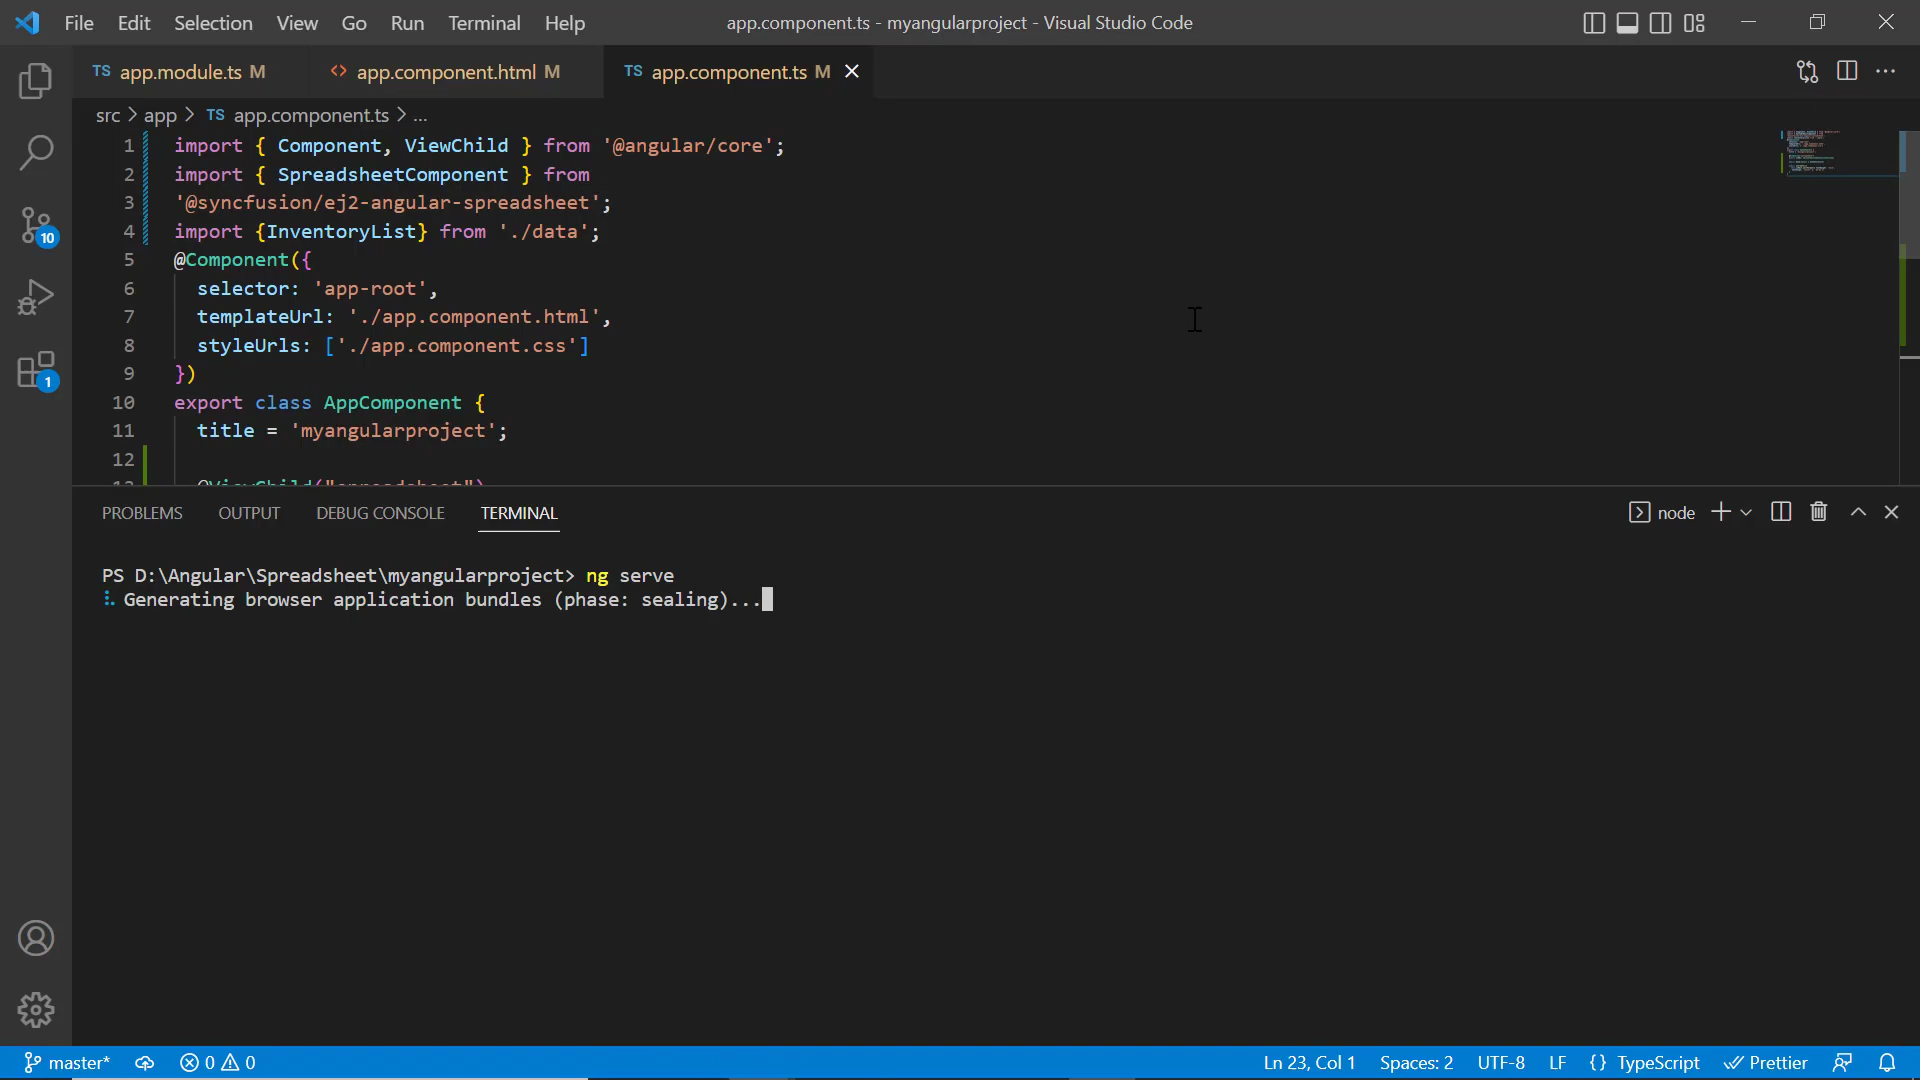 File Edit Selection View Go Run Terminal Help
app.component.ts - myangularproject - Visual Studio Code
TS app.module.ts M
<> app.component.html M
TS app.component.ts M
src > app > TS app.component.ts > ...
1 import { Component, ViewChild } from '@angular/core';
2 import { SpreadsheetComponent } from
3 '@syncfusion/ej2-angular-spreadsheet';
4 import {InventoryList} from './data';
5 @Component({
6 selector: 'app-root',
7 templateUrl: './app.component.html',
8 styleUrls: ['./app.component.css']
9 })
10 export class AppComponent {
11 title = 'myangularproject';
12
13 @ViewChild("spreadsheet")
10
1
PROBLEMS OUTPUT DEBUG CONSOLE TERMINAL
node
PS D:\Angular\Spreadsheet\myangularproject> ng serve
Generating browser application bundles (phase: sealing)...
master* 0 0
Ln 23, Col 1 Spaces: 2 UTF-8 LF {} TypeScript Prettier